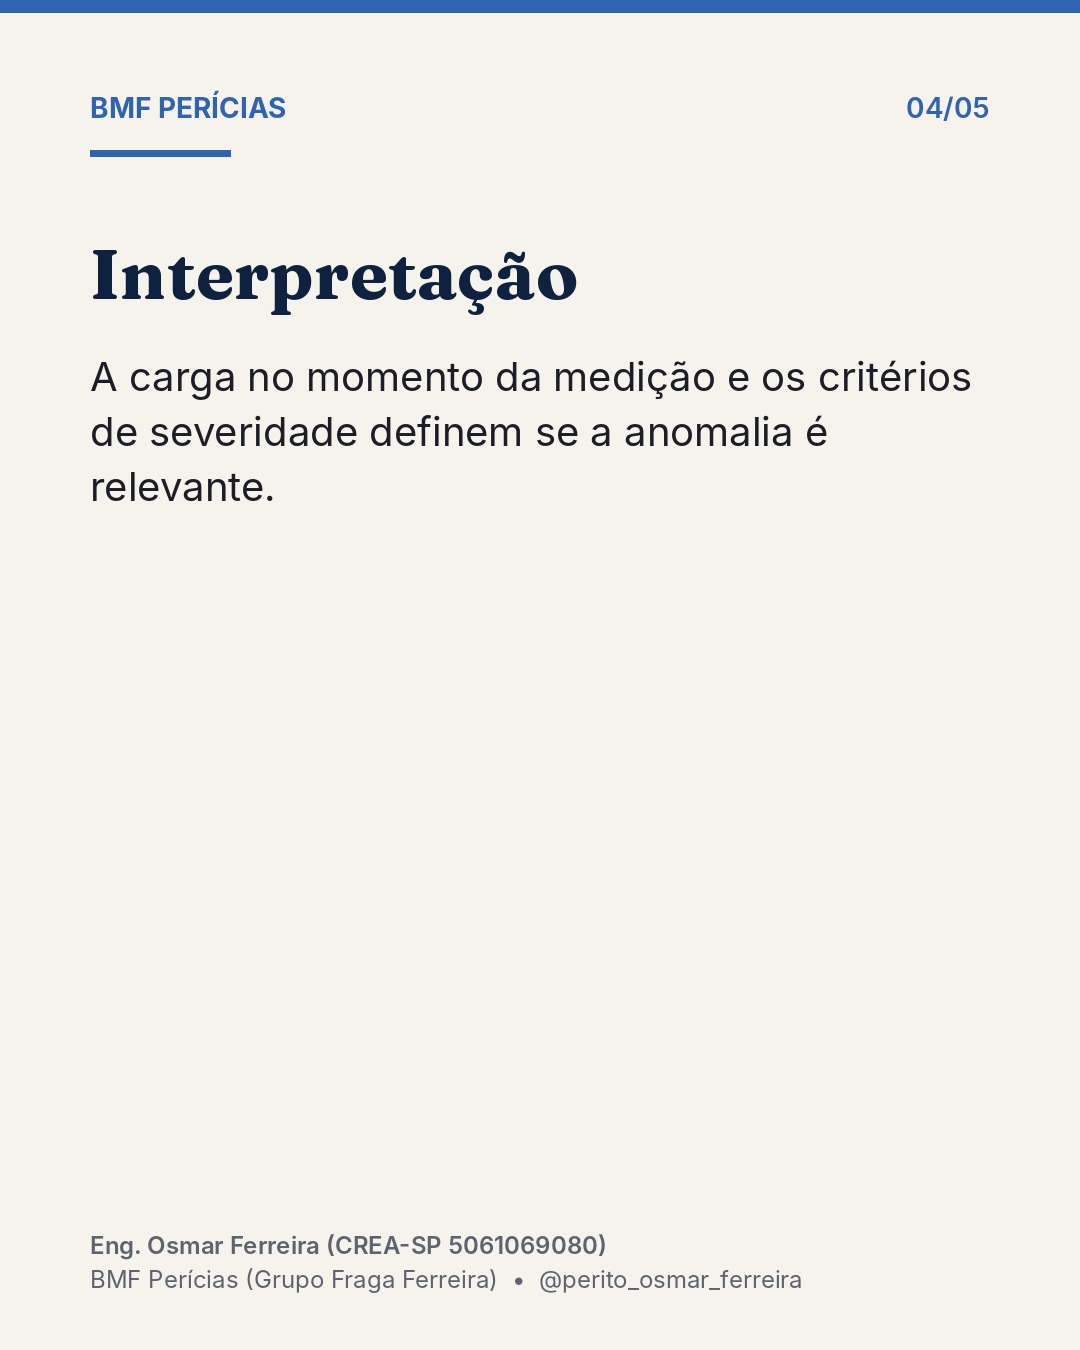 BMF PERÍCIAS
04/05
Interpretação
A carga no momento da medição e os critérios
de severidade definem se a anomalia é
relevante.
Eng. Osmar Ferreira (CREA-SP 5061069080)
BMF Perícias (Grupo Fraga Ferreira) • @perito_osmar_ferreira